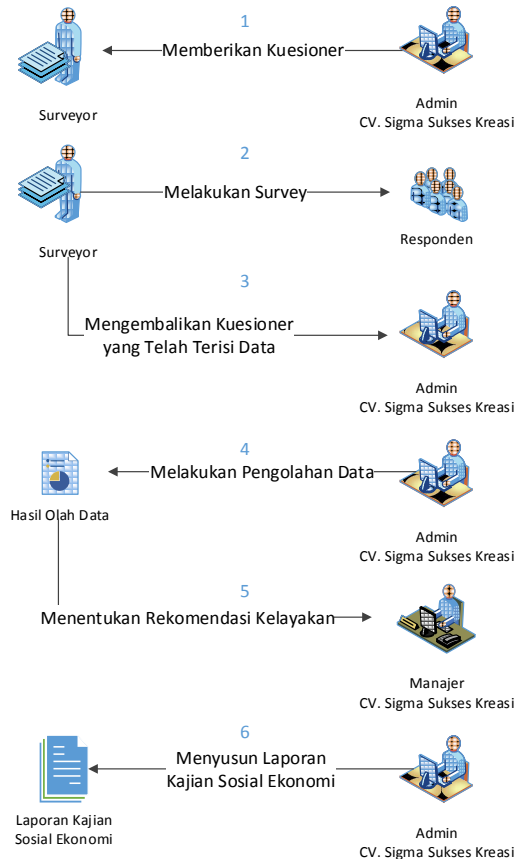 1
Memberikan Kuesioner
Surveyor
Admin
CV. Sigma Sukses Kreasi
2
Melakukan Survey
Surveyor
Responden
3
Mengembalikan Kuesioner
yang Telah Terisi Data
Admin
CV. Sigma Sukses Kreasi
4
Melakukan Pengolahan Data
Hasil Olah Data
Admin
CV. Sigma Sukses Kreasi
5
Menentukan Rekomendasi Kelayakan
Manajer
CV. Sigma Sukses Kreasi
6
Menyusun Laporan
Kajian Sosial Ekonomi
Laporan Kajian
Sosial Ekonomi
Admin
CV. Sigma Sukses Kreasi